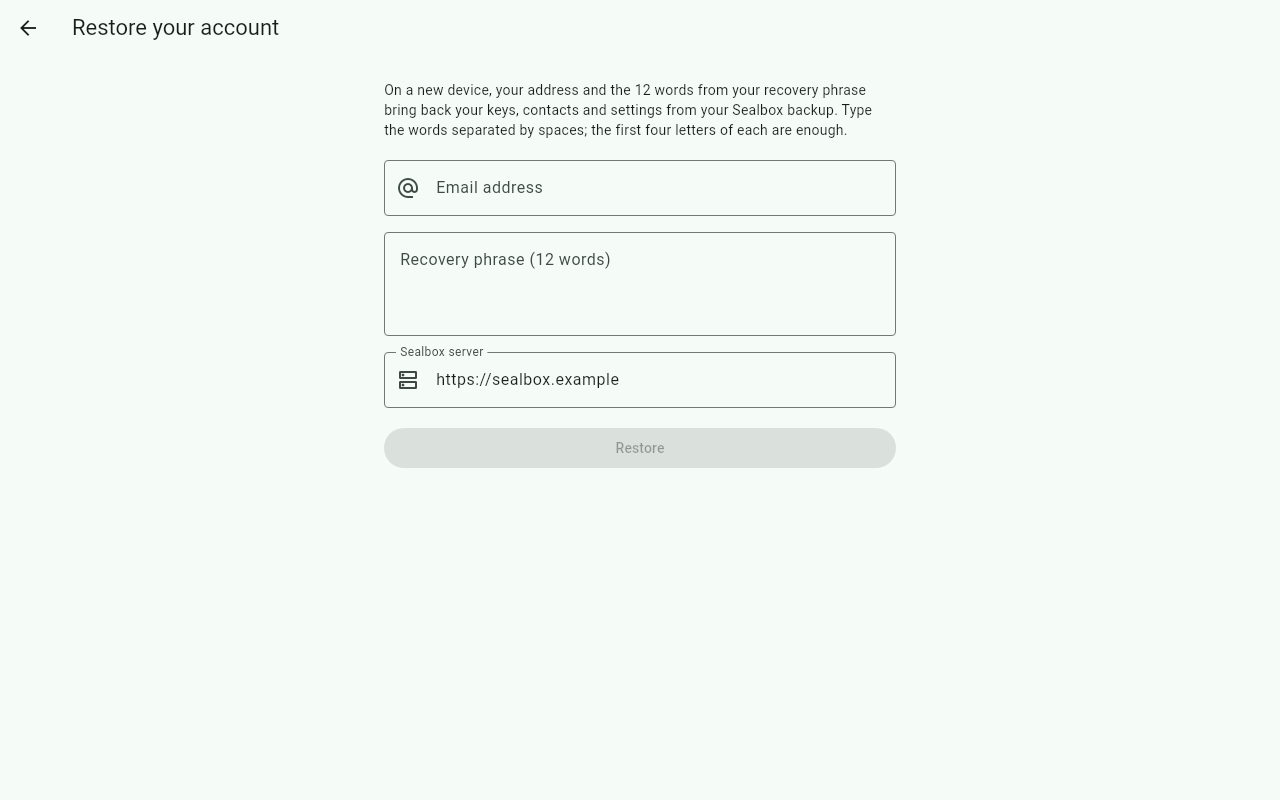 Restore your account
On a new device, your address and the 12 words from your recovery phrase
bring back your keys, contacts and settings from your Sealbox backup. Type
the words separated by spaces; the first four letters of each are enough.
Email address
Recovery phrase (12 words)
Sealbox server
https://sealbox.example
Restore